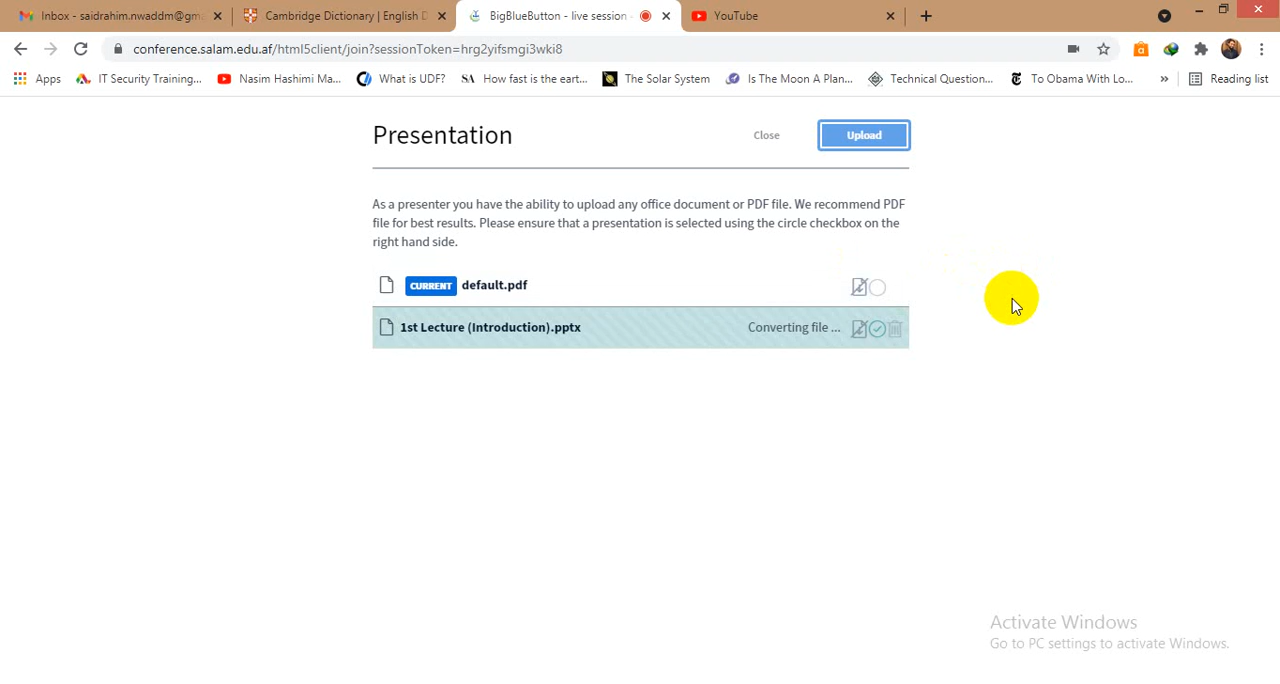 Inbox - saidrahim.nwaddm@gm
Cambridge Dictionary | English D
BigBlueButton - live session -
YouTube
conference.salam.edu.af/html5client/join?sessionToken=hrg2yifsmgi3wki8
Apps
IT Security Training...
Nasim Hashimi Ma...
What is UDF?
SA How fast is the eart...
The Solar System
Is The Moon A Plan...
Technical Question...
To Obama With Lo...
»
Reading list
Presentation
Close
Upload
As a presenter you have the ability to upload any office document or PDF file. We recommend PDF
file for best results. Please ensure that a presentation is selected using the circle checkbox on the
right hand side.
CURRENT default.pdf
1st Lecture (Introduction).pptx
Converting file ...
Activate Windows
Go to PC settings to activate Windows.